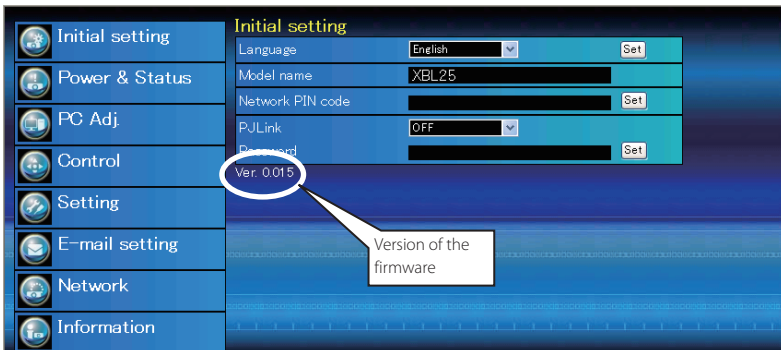 Initial setting
Power & Status
PC Adj.
Control
Setting
E-mail setting
Network
Information
Initial setting
Language English Set
Model name XBL25
Network PIN code Set
PJLink OFF
Password Set
Ver. 0.015
Version of the
firmware